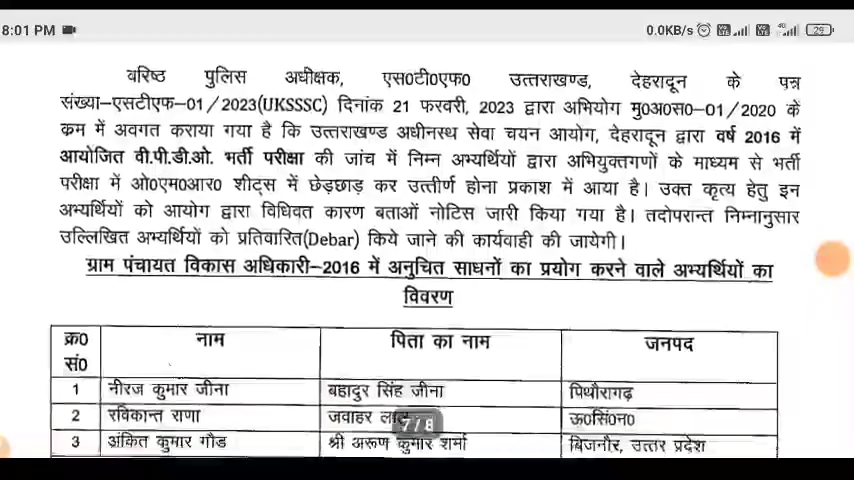 8:01 PM 0.0KB/s 29
वरिष्ठ पुलिस अधीक्षक, एस0टी0एफ0 उत्तराखण्ड, देहरादून के पत्र
संख्या-एसटीएफ-01/2023(UKSSSC) दिनांक 21 फरवरी, 2023 द्वारा अभियोग मु0अ0स0-01/2020 के
क्रम में अवगत कराया गया है कि उत्तराखण्ड अधीनस्थ सेवा चयन आयोग, देहरादून द्वारा वर्ष 2016 में
आयोजित वी.पी.डी.ओ. भर्ती परीक्षा की जांच में निम्न अभ्यर्थियों द्वारा अभियुक्तगणों के माध्यम से भर्ती
परीक्षा में ओ0एम0आर0 शीट्स में छेड़छाड़ कर उत्तीर्ण होना प्रकाश में आया है। उक्त कृत्य हेतु इन
अभ्यर्थियों को आयोग द्वारा विधिवत कारण बताओं नोटिस जारी किया गया है। तदोपरान्त निम्नानुसार
उल्लिखित अभ्यर्थियों को प्रतिवारित(Debar) किये जाने की कार्यवाही की जायेगी।
ग्राम पंचायत विकास अधिकारी-2016 में अनुचित साधनों का प्रयोग करने वाले अभ्यर्थियों का
विवरण
क्र0 सं0 नाम पिता का नाम जनपद
1 नीरज कुमार जीना बहादुर सिंह जीना पिथौरागढ़
2 रविकान्त राणा जवाहर लाल ऊ0सिं0न0
7/8
3 अंकित कुमार गौड श्री अरूण कुमार शर्मा बिजनौर, उत्तर प्रदेश